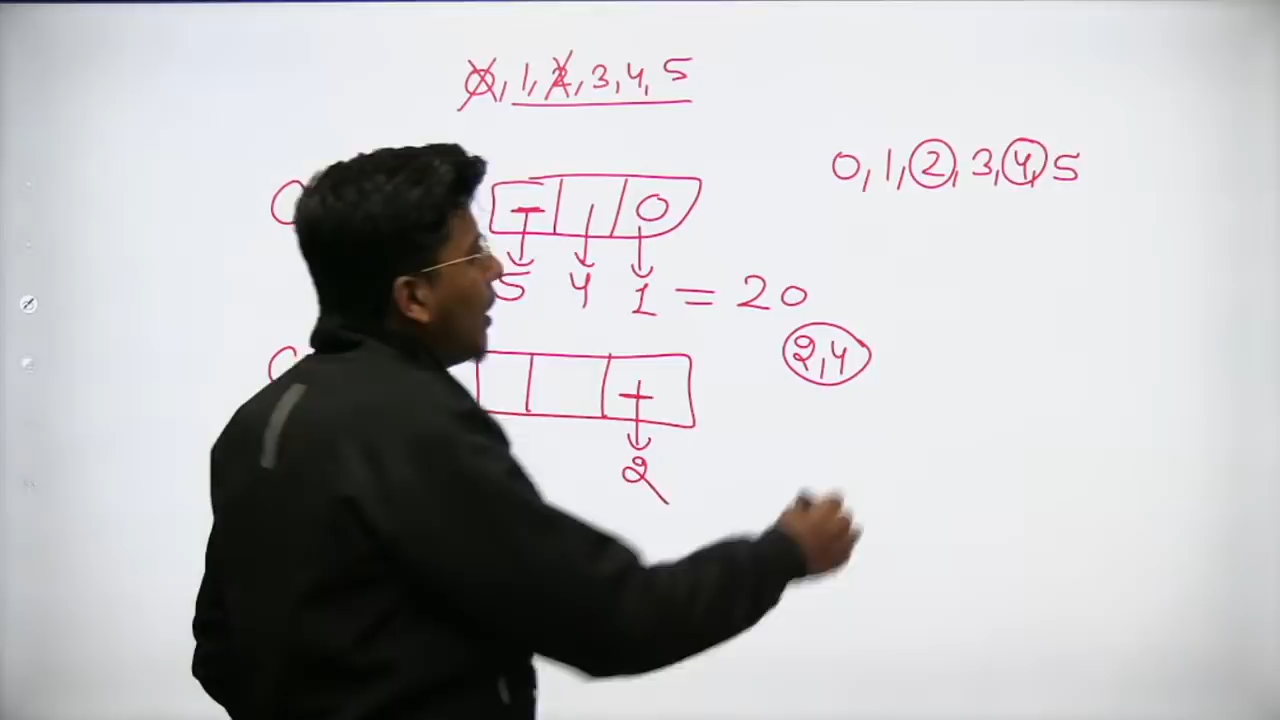 0, 1, 2, 3, 4, 5
0, 1, 2, 3, 4, 5
0
5 4 1 = 20
2, 4
2